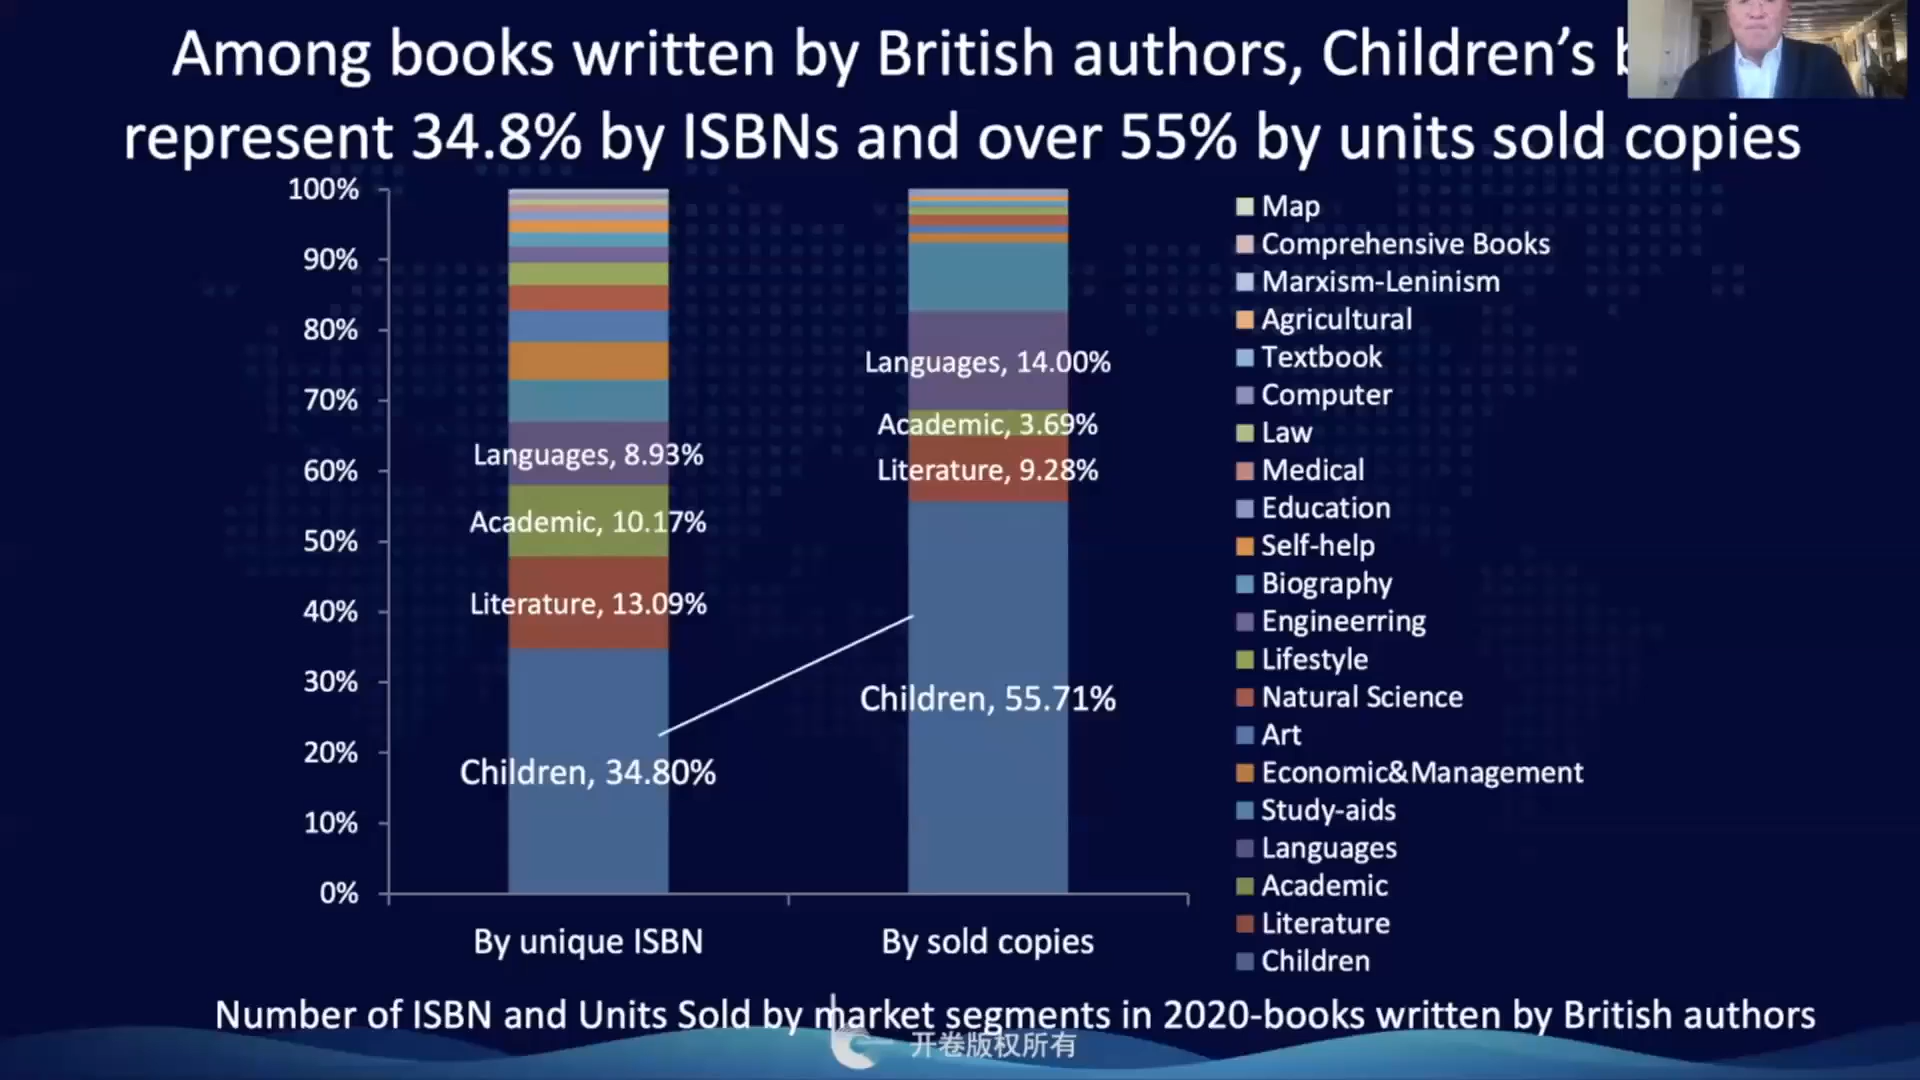 Among books written by British authors, Children's
represent 34.8% by ISBNs and over 55% by units sold copies
100%
90%
80%
70%
60%
50%
40%
30%
20%
10%
0%
Languages, 8.93%
Academic, 10.17%
Literature, 13.09%
Children, 34.80%
Languages, 14.00%
Academic, 3.69%
Literature, 9.28%
Children, 55.71%
By unique ISBN
By sold copies
Map
Comprehensive Books
Marxism-Leninism
Agricultural
Textbook
Computer
Law
Medical
Education
Self-help
Biography
Engineerring
Lifestyle
Natural Science
Art
Economic&Management
Study-aids
Languages
Academic
Literature
Children
Number of ISBN and Units Sold by market segments in 2020-books written by British authors
开卷版权所有